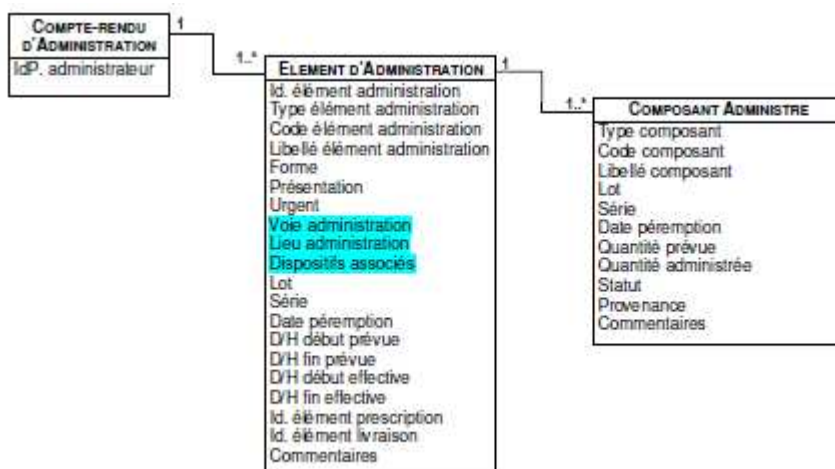 COMPTE-RENDU
D'ADMINISTRATION
IdP. administrateur
1
1..*
ELEMENT D'ADMINISTRATION
Id. élément administration
Type élément administration
Code élément administration
Libellé élément administration
Forme
Présentation
Urgent
Voie administration
Lieu administration
Dispositifs associés
Lot
Série
Date péremption
D/H début prévue
D/H fin prévue
D/H début effective
D/H fin effective
Id. élément prescription
Id. élément livraison
Commentaires
1
1..*
COMPOSANT ADMINISTRE
Type composant
Code composant
Libellé composant
Lot
Série
Date péremption
Quantité prévue
Quantité administrée
Statut
Provenance
Commentaires